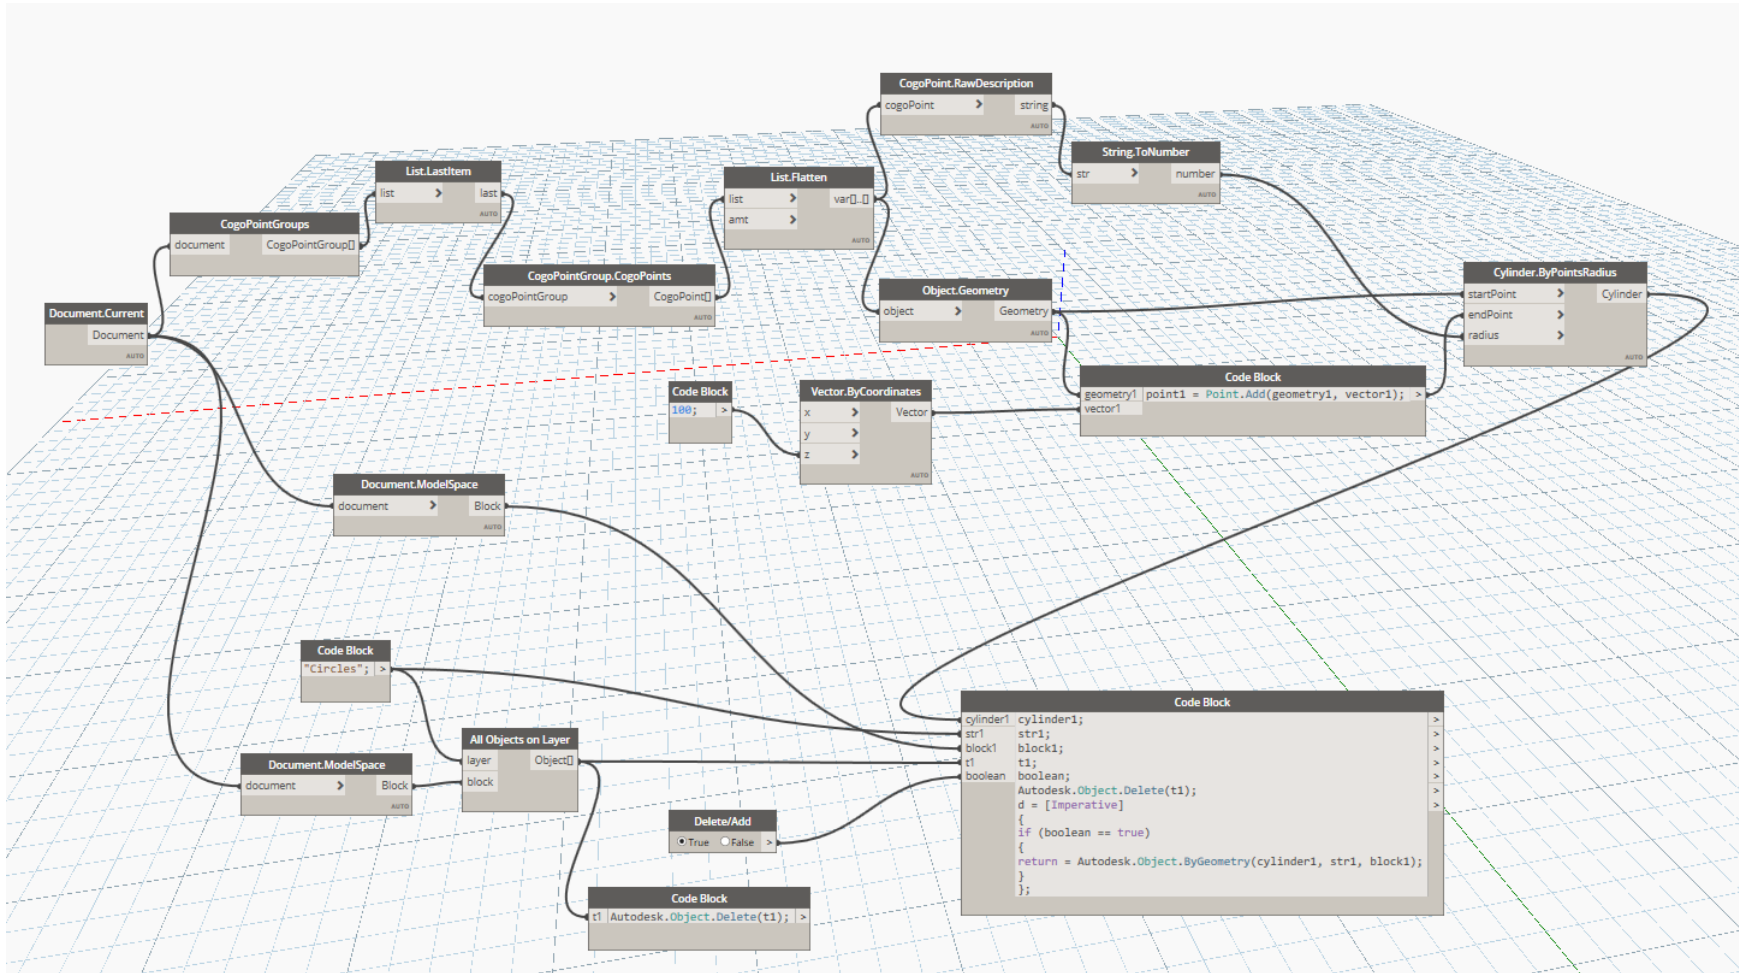 CogoPoint.RawDescription
cogoPoint > string
AUTO
String.ToNumber
str > number
AUTO
List.LastItem
list > last
AUTO
List.Flatten
list > var[]..[]
amt >
AUTO
CogoPointGroups
document CogoPointGroup[]
CogoPointGroup.CogoPoints
cogoPointGroup > CogoPoint[]
AUTO
Object.Geometry
object > Geometry
AUTO
Cylinder.ByPointsRadius
startPoint > Cylinder
endPoint >
radius >
AUTO
Document.Current
Document
AUTO
Code Block
100; >
Vector.ByCoordinates
x > Vector
y >
z >
AUTO
Code Block
geometry1 point1 = Point.Add(geometry1, vector1); >
vector1
Document.ModelSpace
document > Block
AUTO
Code Block
"Circles"; >
Document.ModelSpace
document > Block
AUTO
All Objects on Layer
layer Object[]
block
Delete/Add
True False >
Code Block
t1 Autodesk.Object.Delete(t1); >
Code Block
cylinder1 cylinder1; >
str1 str1; >
block1 block1; >
t1 t1; >
boolean boolean; >
Autodesk.Object.Delete(t1); >
d = [Imperative] >
{
if (boolean == true)
{
return = Autodesk.Object.ByGeometry(cylinder1, str1, block1);
}
};